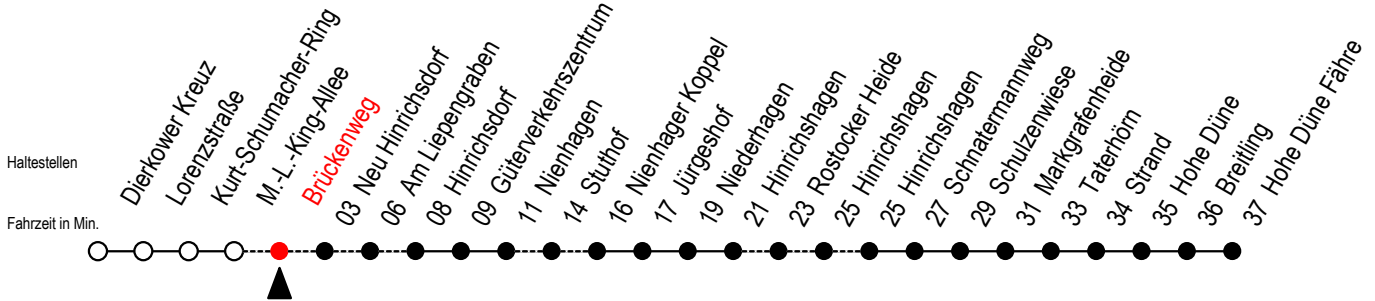 Haltestellen
Fahrzeit in Min.
Dierkower Kreuz
Lorenzstraße
Kurt-Schumacher-Ring
M.-L.-King-Allee
Brückenweg
03 Neu Hinrichsdorf
06 Am Liepengraben
08 Hinrichsdorf
09 Güterverkehrszentrum
11 Nienhagen
14 Stuthof
16 Nienhager Koppel
17 Jürgeshof
19 Niederhagen
21 Hinrichshagen
23 Rostocker Heide
25 Hinrichshagen
25 Hinrichshagen
27 Schnatermannweg
29 Schulzenwiese
31 Markgrafenheide
33 Taterhörn
34 Strand
35 Hohe Düne
36 Breitling
37 Hohe Düne Fähre